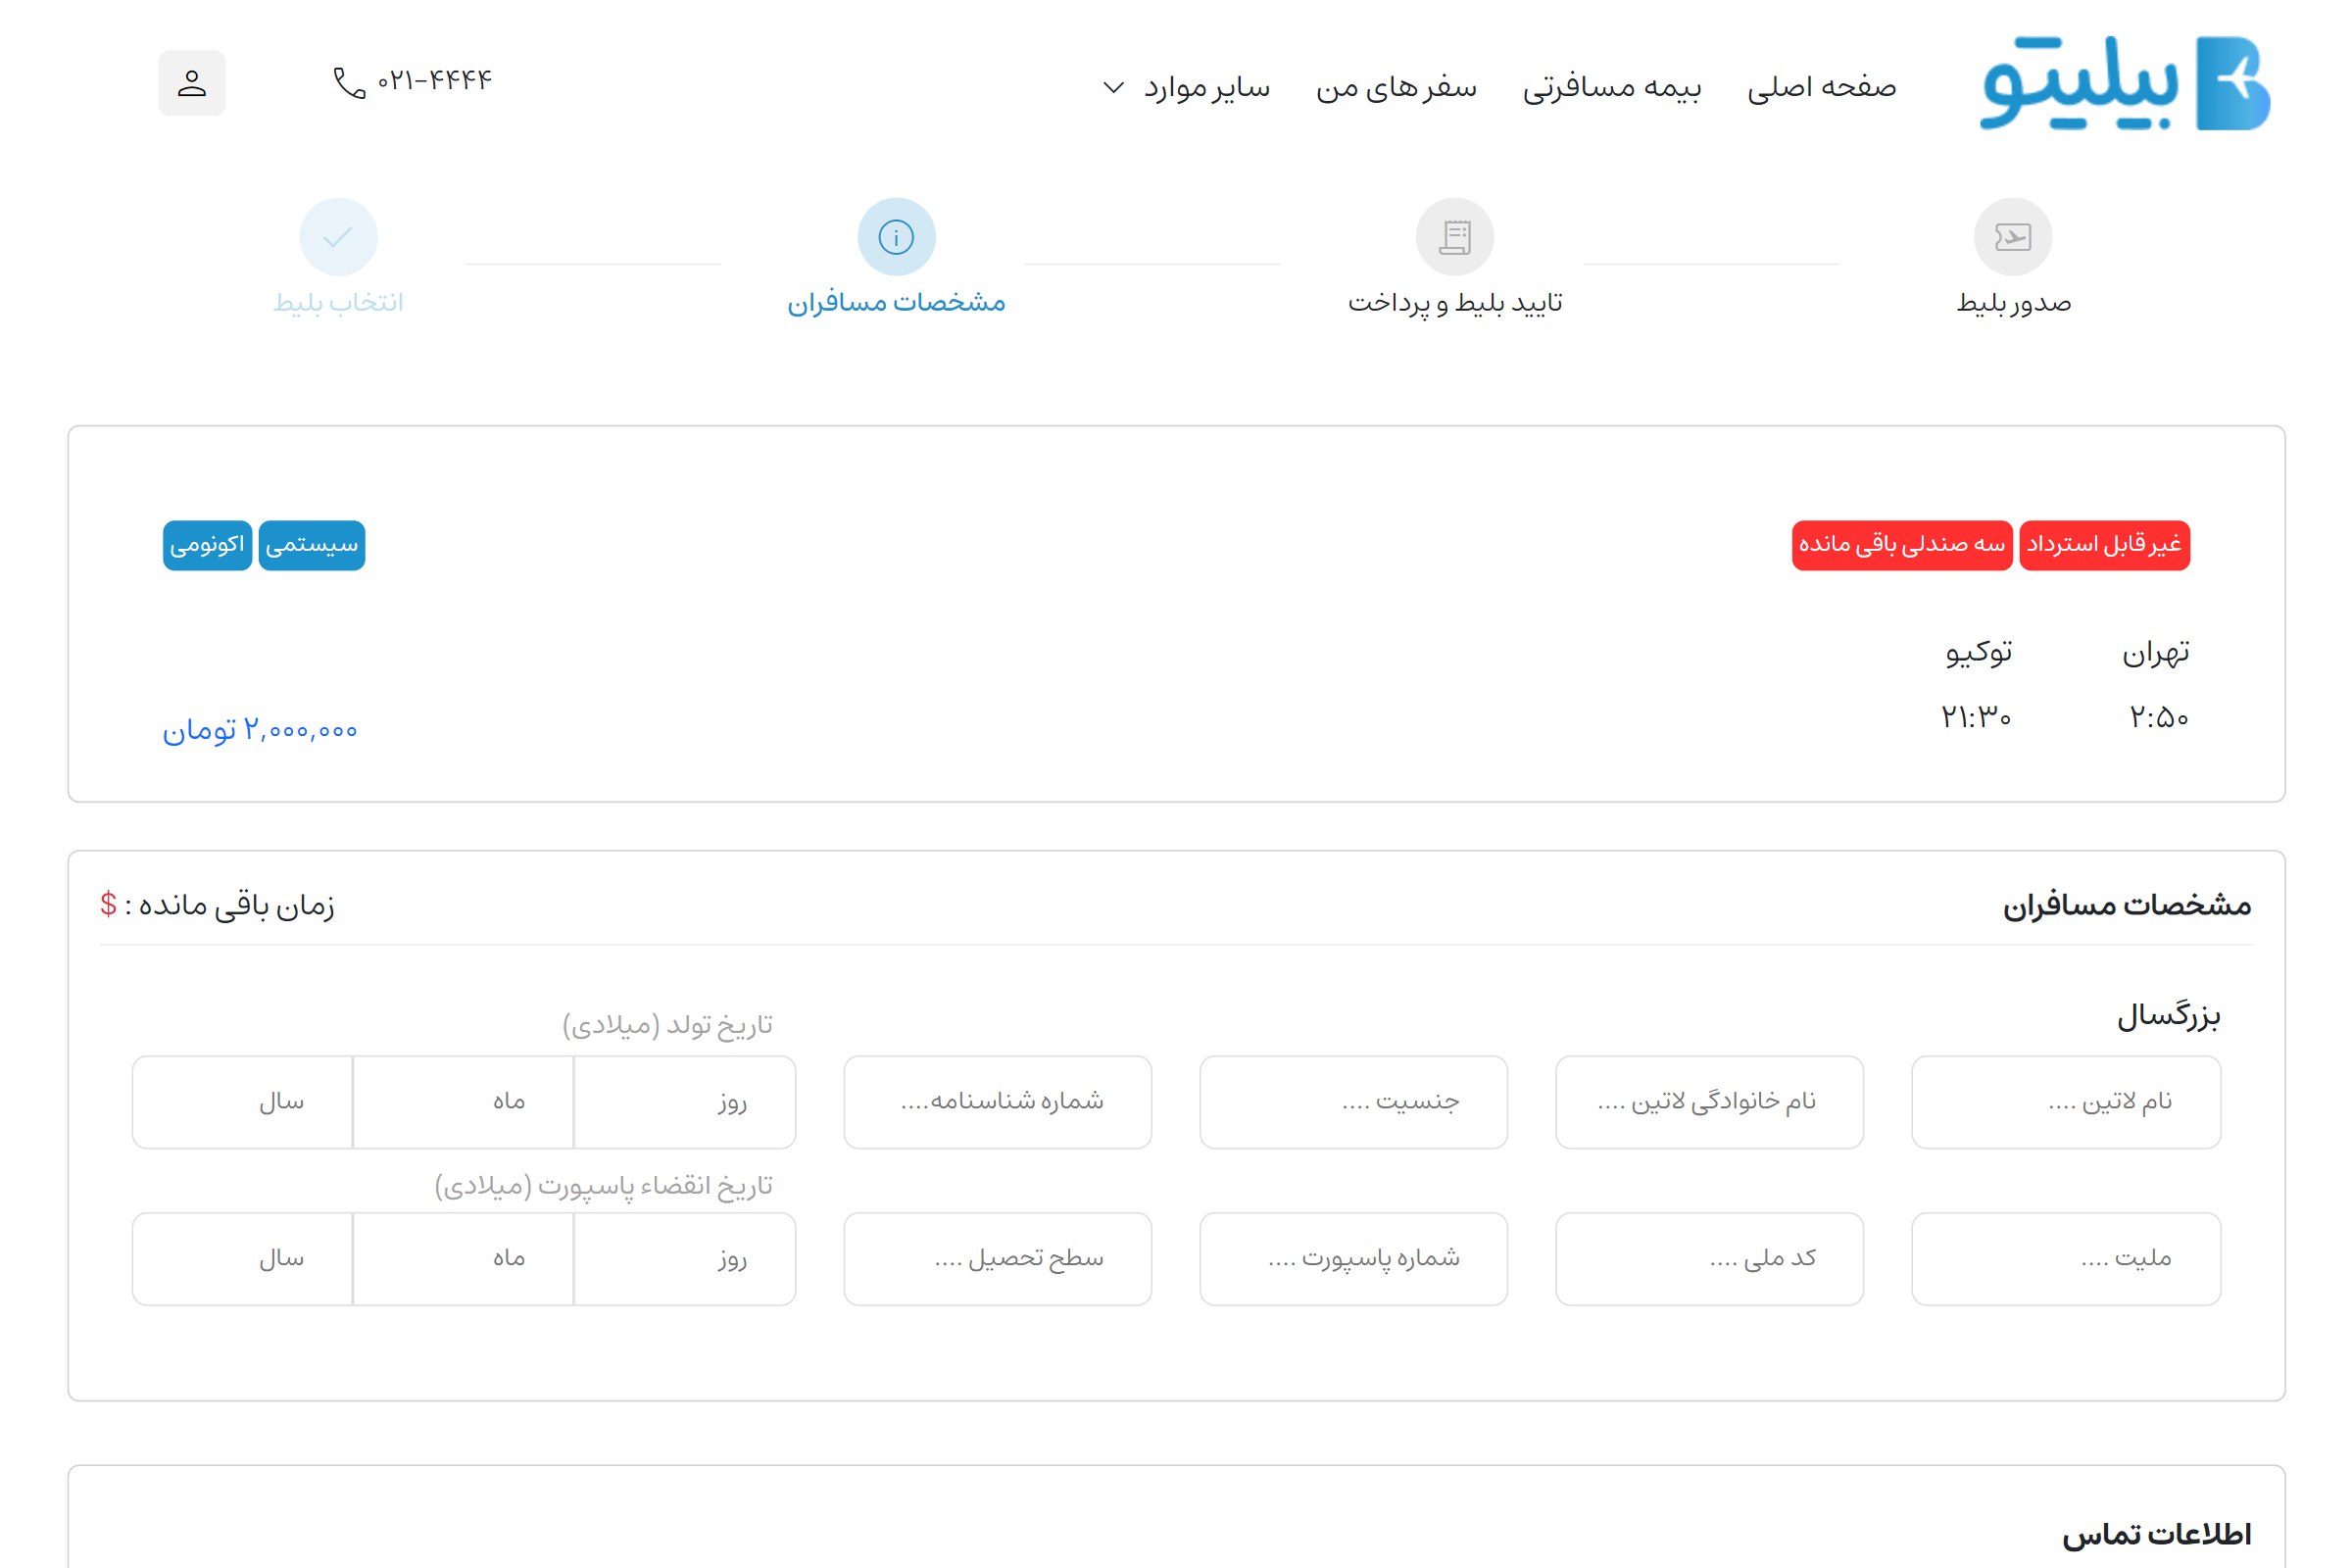 بیلیتو
صفحه اصلی
بیمه مسافرتی
سفر های من
سایر موارد
۰۲۱-۴۴۴۴
صدور بلیط
تایید بلیط و پرداخت
مشخصات مسافران
انتخاب بلیط
غیر قابل استرداد
سه صندلی باقی مانده
سیستمی
اکونومی
تهران
توکیو
۲:۵۰
۲۱:۳۰
۲,۰۰۰,۰۰۰ تومان
مشخصات مسافران
زمان باقی مانده : $
بزرگسال
تاریخ تولد (میلادی)
نام لاتین ....
نام خانوادگی لاتین ....
جنسیت ....
شماره شناسنامه....
روز
ماه
سال
تاریخ انقضاء پاسپورت (میلادی)
ملیت ....
کد ملی ....
شماره پاسپورت ....
سطح تحصیل ....
روز
ماه
سال
اطلاعات تماس